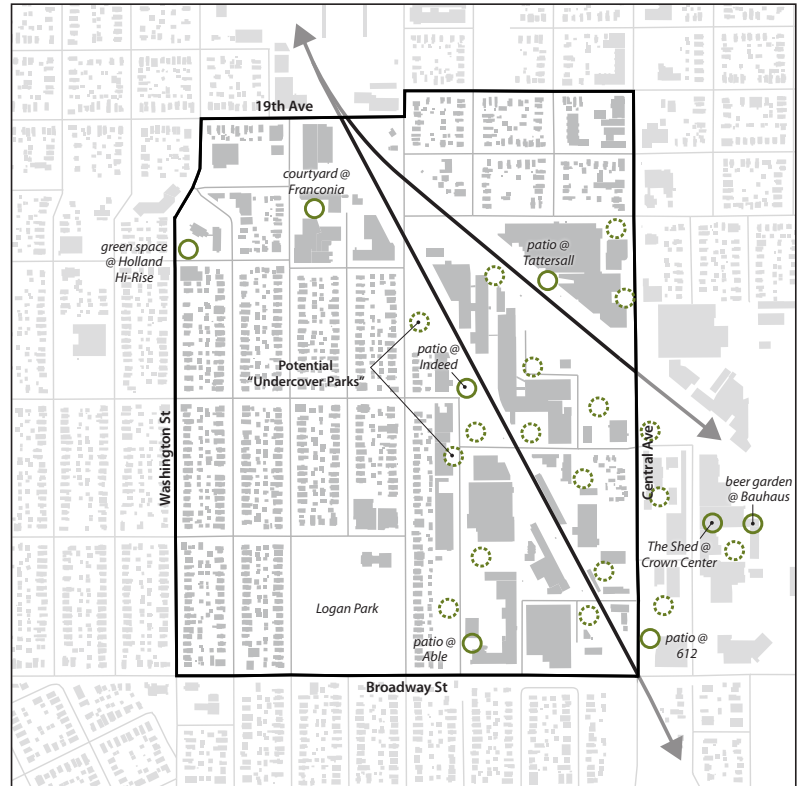 19th Ave
courtyard @
Franconia
green space
@ Holland
Hi-Rise
patio @
Tattersall
patio @
Indeed
Potential
"Undercover Parks"
Washington St
Central Ave
beer garden
@ Bauhaus
The Shed @
Crown Center
Logan Park
patio @
Able
patio @
612
Broadway St